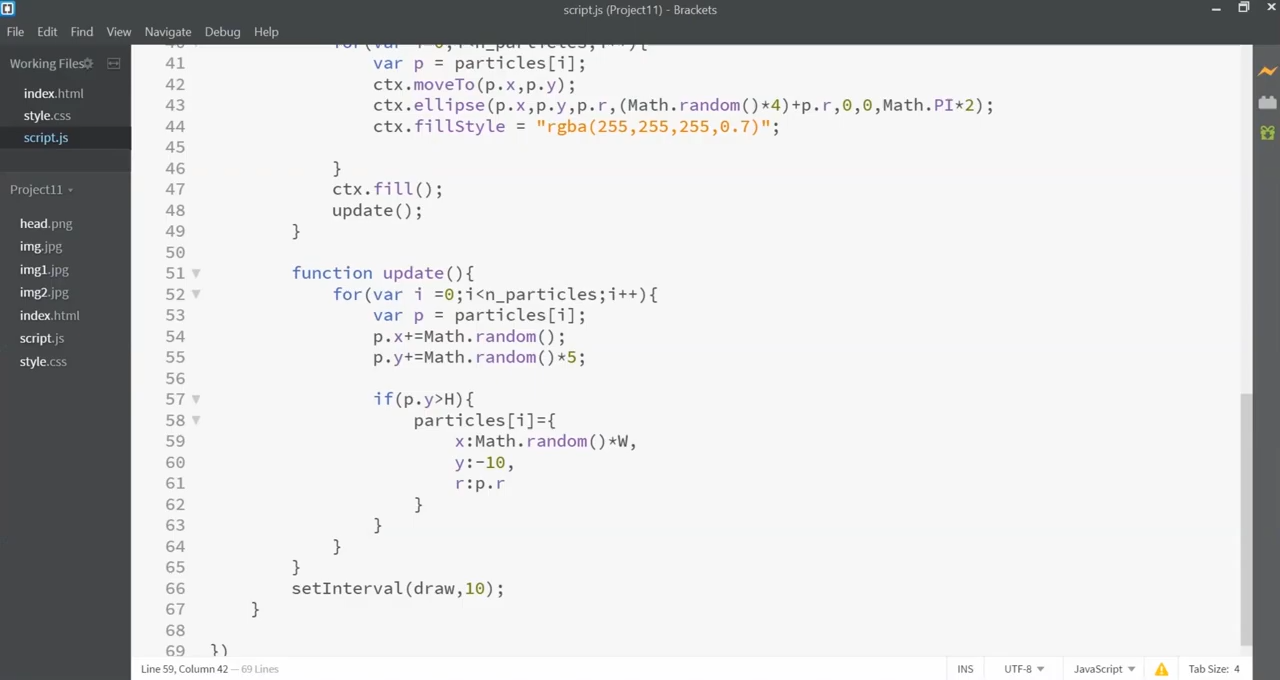 script.js (Project11) - Brackets
File Edit Find View Navigate Debug Help
Working Files
index.html
style.css
script.js
Project11
head.png
img.jpg
img1.jpg
img2.jpg
index.html
script.js
style.css
40 for(var i=0;i<n_particles;i++){
41 var p = particles[i];
42 ctx.moveTo(p.x,p.y);
43 ctx.ellipse(p.x,p.y,p.r,(Math.random()*4)+p.r,0,0,Math.PI*2);
44 ctx.fillStyle = "rgba(255,255,255,0.7)";
45
46 }
47 ctx.fill();
48 update();
49 }
50
51 function update(){
52 for(var i =0;i<n_particles;i++){
53 var p = particles[i];
54 p.x+=Math.random();
55 p.y+=Math.random()*5;
56
57 if(p.y>H){
58 particles[i]={
59 x:Math.random()*W,
60 y:-10,
61 r:p.r
62 }
63 }
64 }
65 }
66 setInterval(draw,10);
67 }
68
69 })
Line 59, Column 42 — 69 Lines
INS UTF-8 JavaScript Tab Size: 4